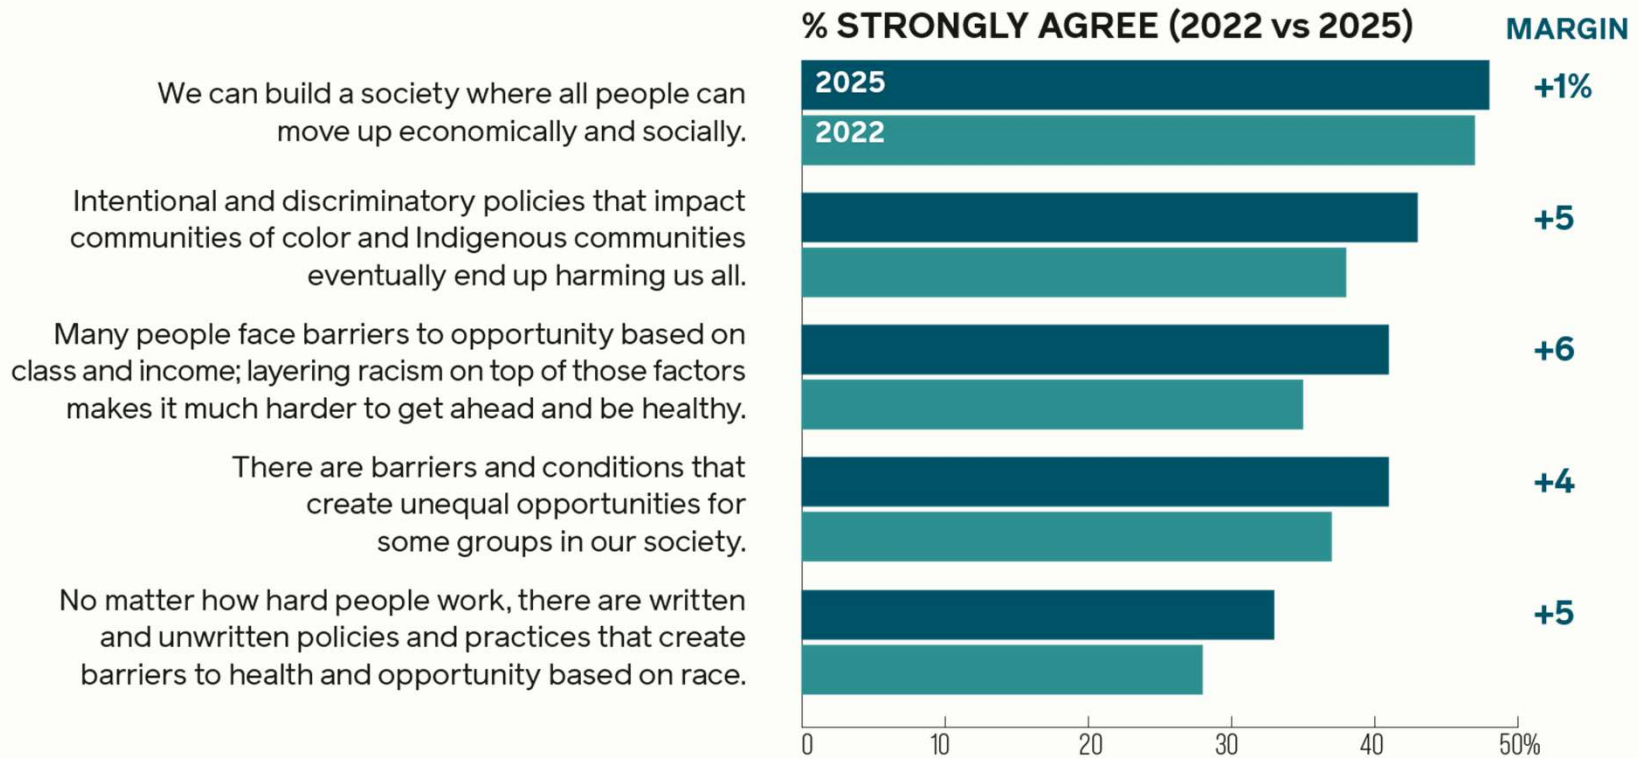 % STRONGLY AGREE (2022 vs 2025)
MARGIN
We can build a society where all people can
move up economically and socially.
2025
2022
+1%
Intentional and discriminatory policies that impact
communities of color and Indigenous communities
eventually end up harming us all.
+5
Many people face barriers to opportunity based on
class and income; layering racism on top of those factors
makes it much harder to get ahead and be healthy.
+6
There are barriers and conditions that
create unequal opportunities for
some groups in our society.
+4
No matter how hard people work, there are written
and unwritten policies and practices that create
barriers to health and opportunity based on race.
+5
0 10 20 30 40 50%